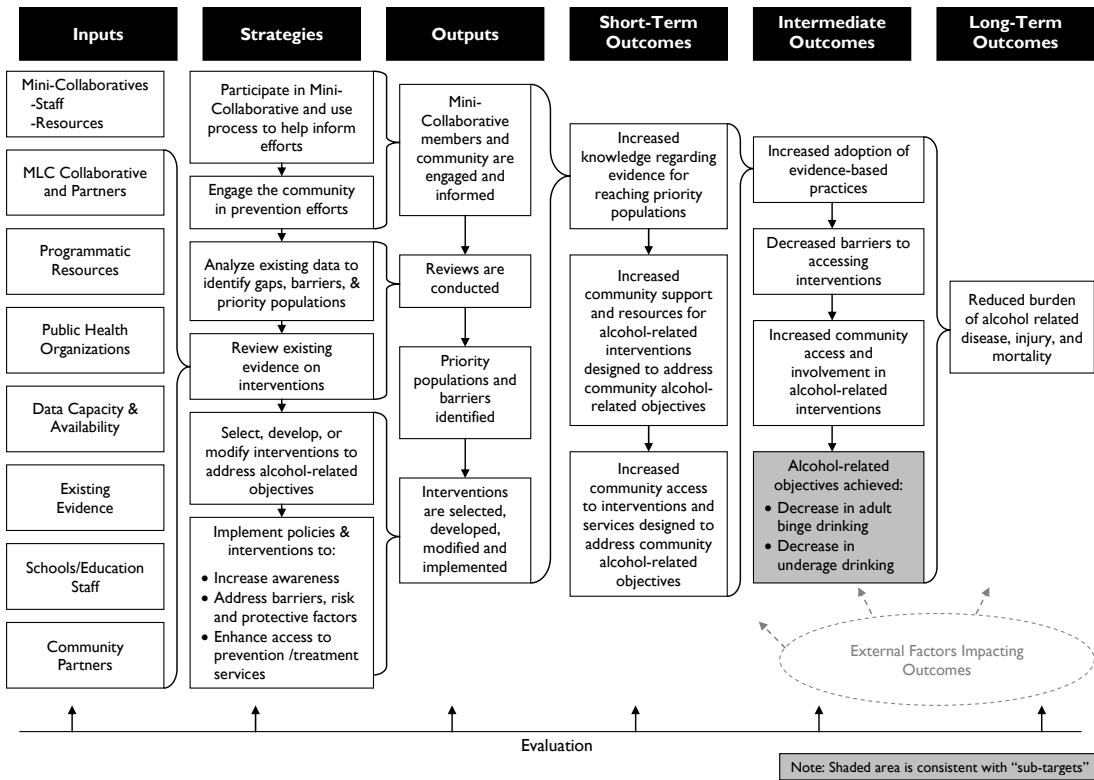 Inputs
Strategies
Outputs
Short-Term
Outcomes
Intermediate
Outcomes
Long-Term
Outcomes
Mini-Collaboratives
-Staff
-Resources
MLC Collaborative
and Partners
Programmatic
Resources
Public Health
Organizations
Data Capacity &
Availability
Existing
Evidence
Schools/Education
Staff
Community
Partners
Participate in Mini-
Collaborative and use
process to help inform
efforts
Engage the community
in prevention efforts
Analyze existing data to
identify gaps, barriers, &
priority populations
Review existing
evidence on
interventions
Select, develop, or
modify interventions to
address alcohol-related
objectives
Implement policies &
interventions to:
• Increase awareness
• Address barriers, risk
and protective factors
• Enhance access to
prevention /treatment
services
Mini-
Collaborative
members and
community are
engaged and
informed
Reviews are
conducted
Priority
populations and
barriers
identified
Interventions
are selected,
developed,
modified and
implemented
Increased
knowledge regarding
evidence for
reaching priority
populations
Increased
community support
and resources for
alcohol-related
interventions
designed to address
community alcohol-
related objectives
Increased
community access
to interventions and
services designed to
address community
alcohol-related
objectives
Increased adoption of
evidence-based
practices
Decreased barriers to
accessing
interventions
Increased community
access and
involvement in
alcohol-related
interventions
Alcohol-related
objectives achieved:
• Decrease in adult
binge drinking
• Decrease in
underage drinking
Reduced burden
of alcohol related
disease, injury, and
mortality
External Factors Impacting
Outcomes
Evaluation
Note: Shaded area is consistent with “sub-targets”